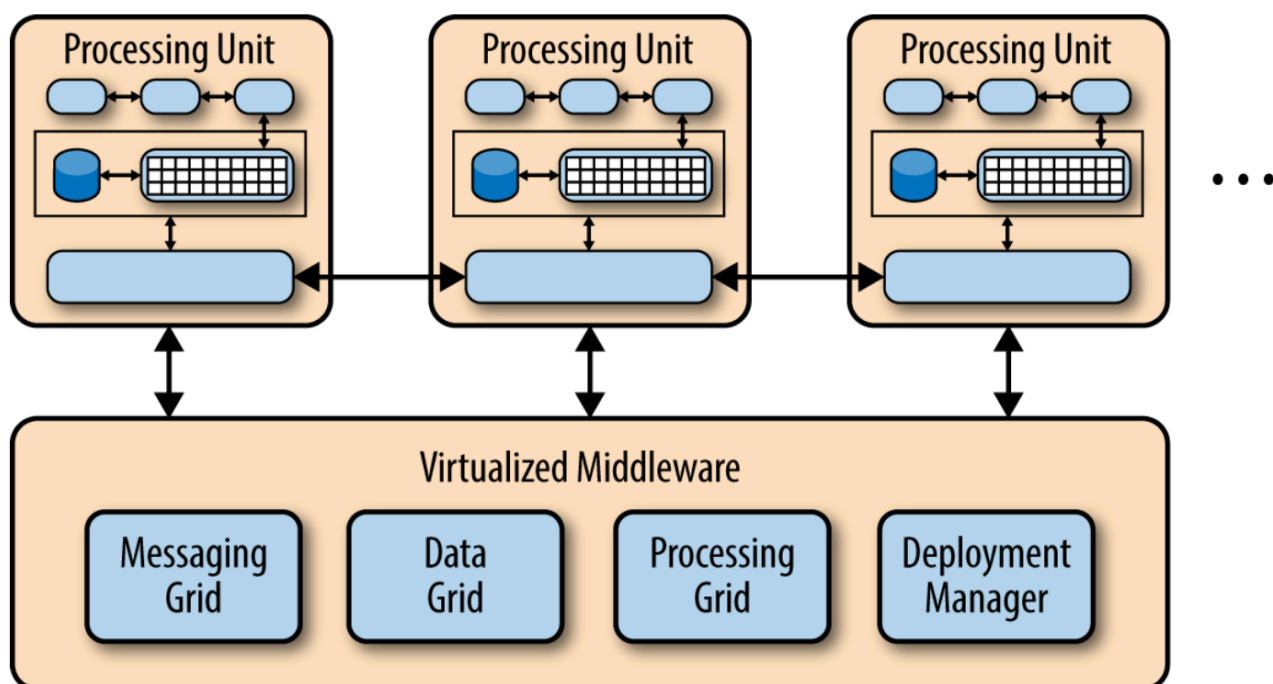 Processing Unit
Processing Unit
Processing Unit
...
Virtualized Middleware
Messaging
Grid
Data
Grid
Processing
Grid
Deployment
Manager